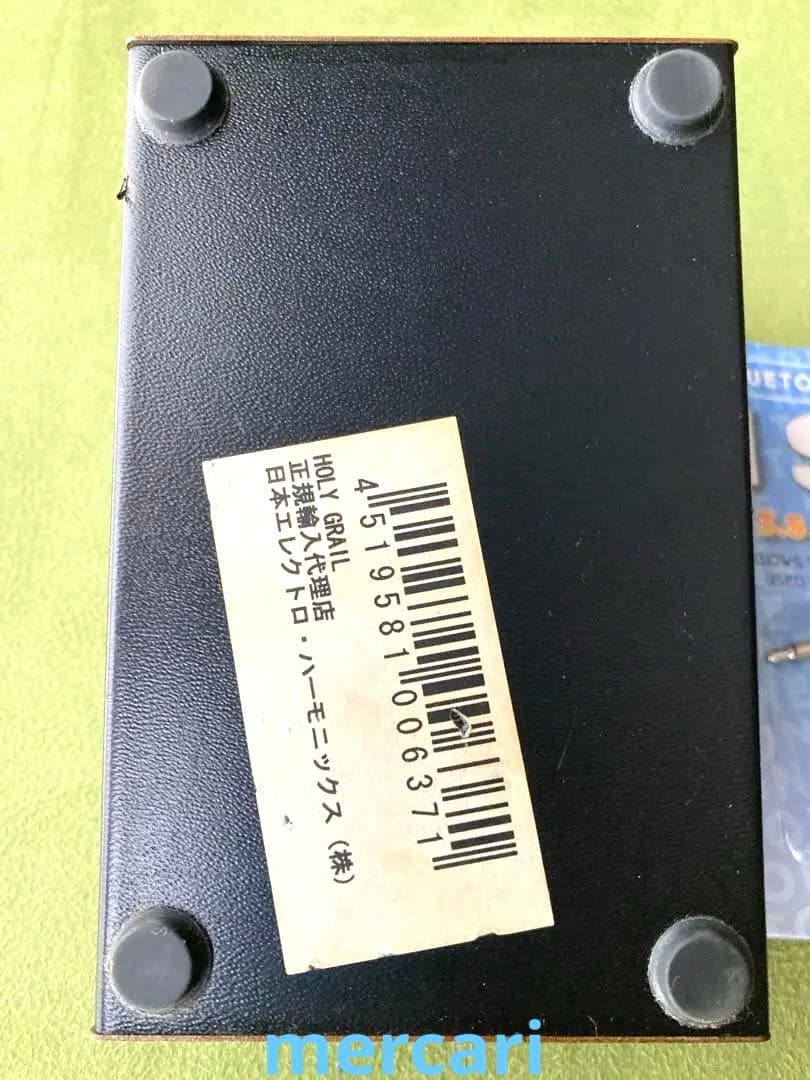 HOLY GRAIL
正規輸入代理店
日本エレクトロ・ハーモニックス (株)
4519581006371
mercari